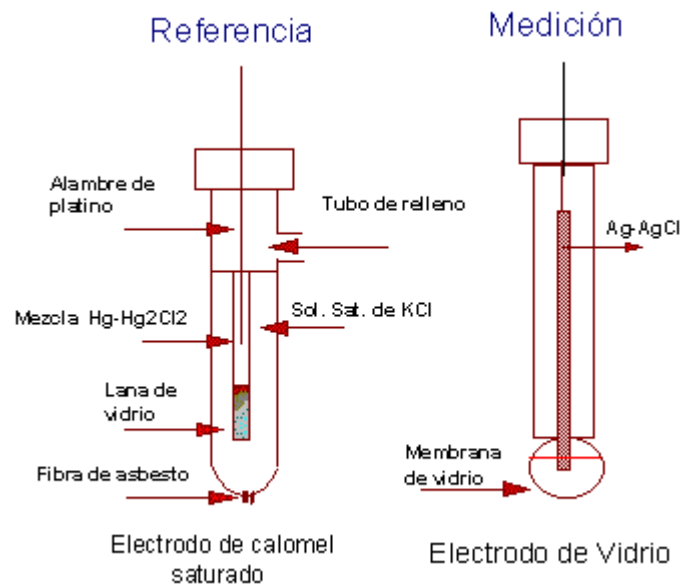 Referencia
Medición
Alambre de
platino
Tubo de relleno
Ag-AgCl
Mezcla Hg-Hg2Cl2
Sol. Sat. de KCl
Lana de
vidrio
Membrana
de vidrio
Fibra de asbesto
Electrodo de calomel
saturado
Electrodo de Vidrio